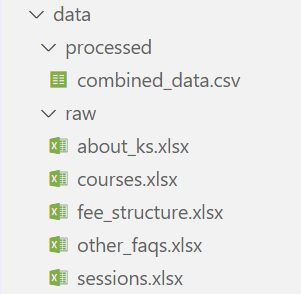 data
processed
combined_data.csv
raw
about_ks.xlsx
courses.xlsx
fee_structure.xlsx
other_faqs.xlsx
sessions.xlsx